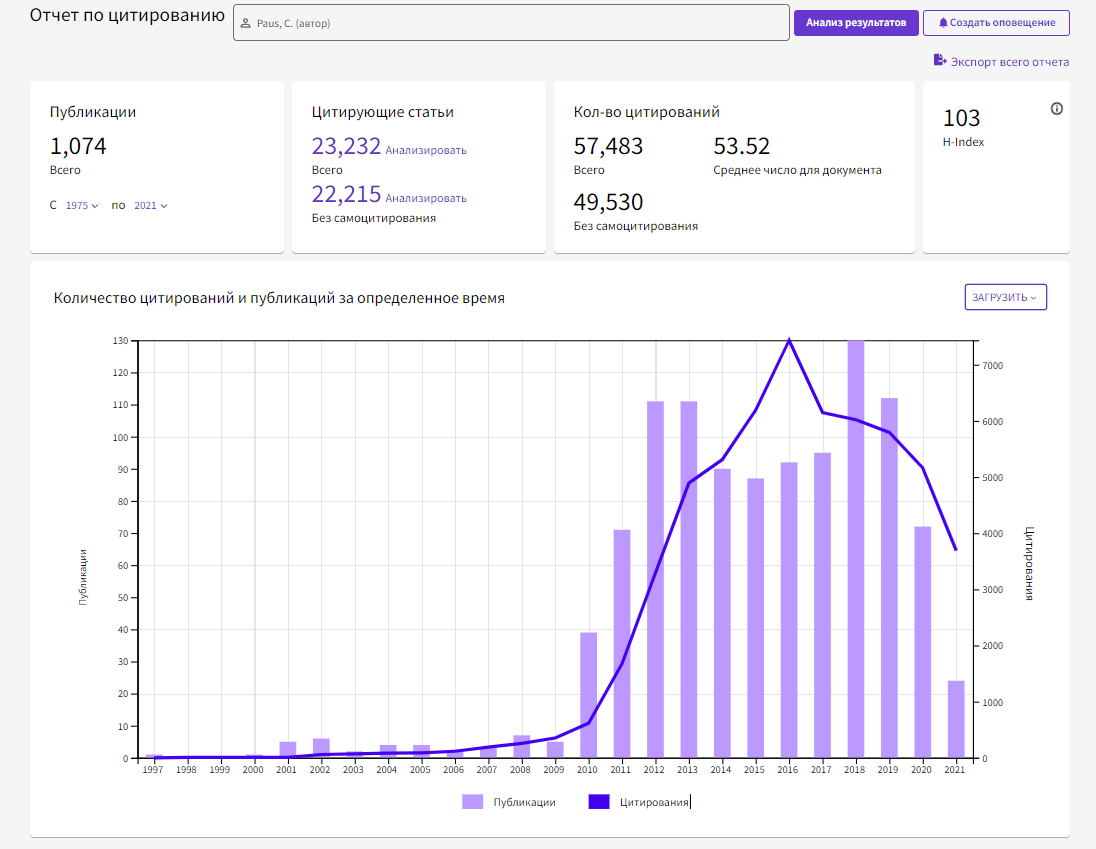 Отчет по цитированию
Paus, C. (автор)
Анализ результатов
Создать оповещение
Экспорт всего отчета
Публикации
1,074
Всего
С 1975 по 2021
Цитирующие статьи
23,232 Анализировать
Всего
22,215 Анализировать
Без самоцитирования
Кол-во цитирований
57,483
Всего
53.52
Среднее число для документа
49,530
Без самоцитирования
103
H-Index
Количество цитирований и публикаций за определенное время
ЗАГРУЗИТЬ
130
120
110
100
90
80
70
60
50
40
30
20
10
0
Публикации
7000
6000
5000
4000
3000
2000
1000
0
Цитирования
1997 1998 1999 2000 2001 2002 2003 2004 2005 2006 2007 2008 2009 2010 2011 2012 2013 2014 2015 2016 2017 2018 2019 2020 2021
Публикации Цитирования